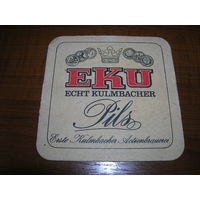 EKU
ECHT KULMBACHER
Pils
Erste Kulmbacher Actienbrauerei